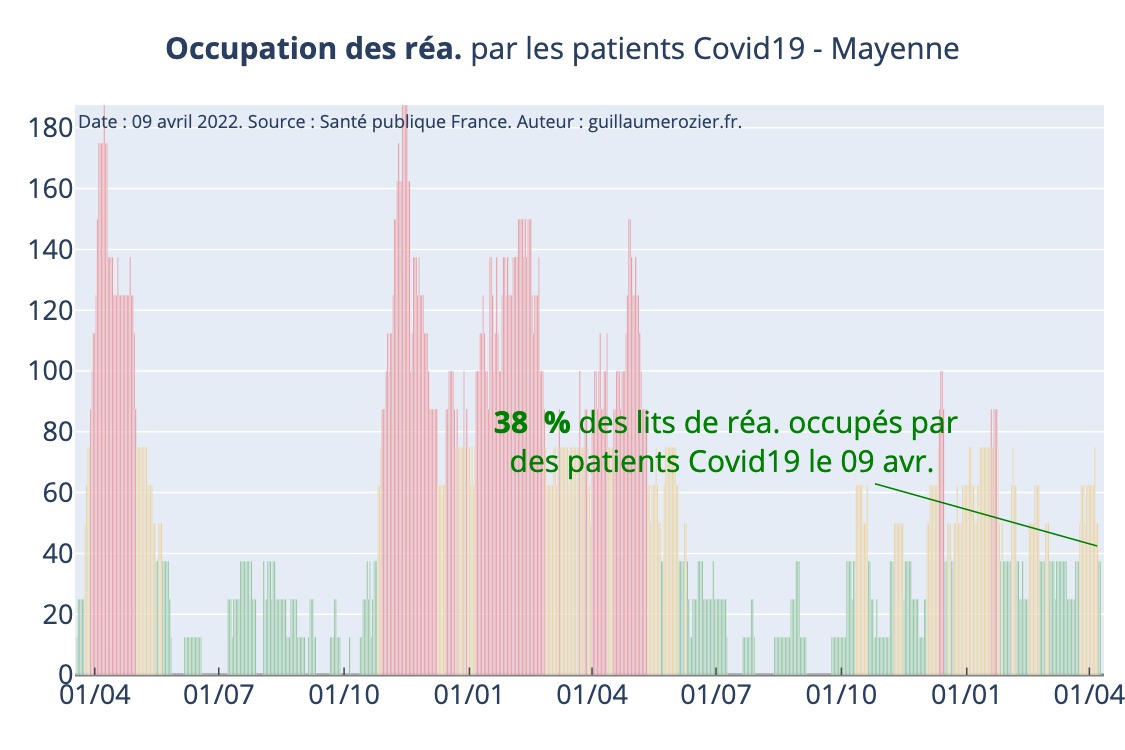 Occupation des réa. par les patients Covid19 - Mayenne
Date : 09 avril 2022. Source : Santé publique France. Auteur : guillaumerozier.fr.
180
160
140
120
100
80
60
40
20
0
38 % des lits de réa. occupés par
des patients Covid19 le 09 avr.
01/04 01/07 01/10 01/01 01/04 01/07 01/10 01/01 01/04